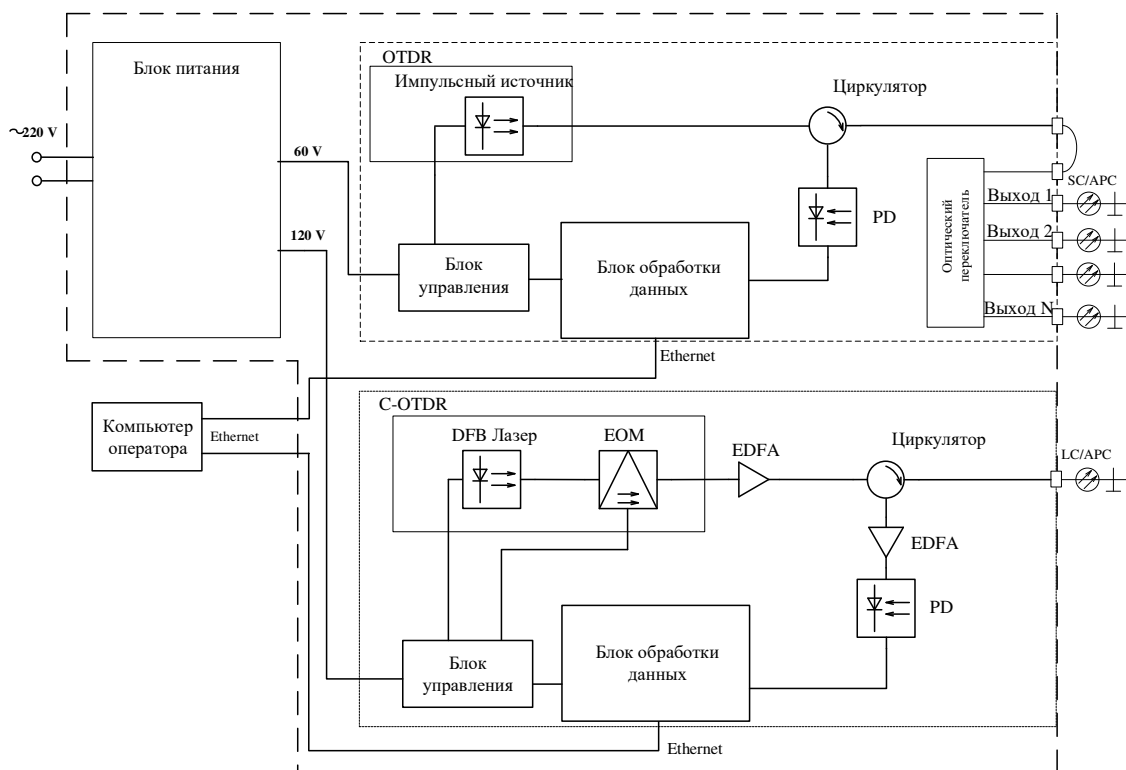 Блок питания
~220 V
60 V
120 V
OTDR
Импульсный источник
Циркулятор
PD
Блок
управления
Блок обработки
данных
Оптический
переключатель
SC/APC
Выход 1
Выход 2
Выход N
Ethernet
Компьютер
оператора
Ethernet
C-OTDR
DFB Лазер
EOM
EDFA
Циркулятор
LC/APC
EDFA
PD
Блок
управления
Блок обработки
данных
Ethernet